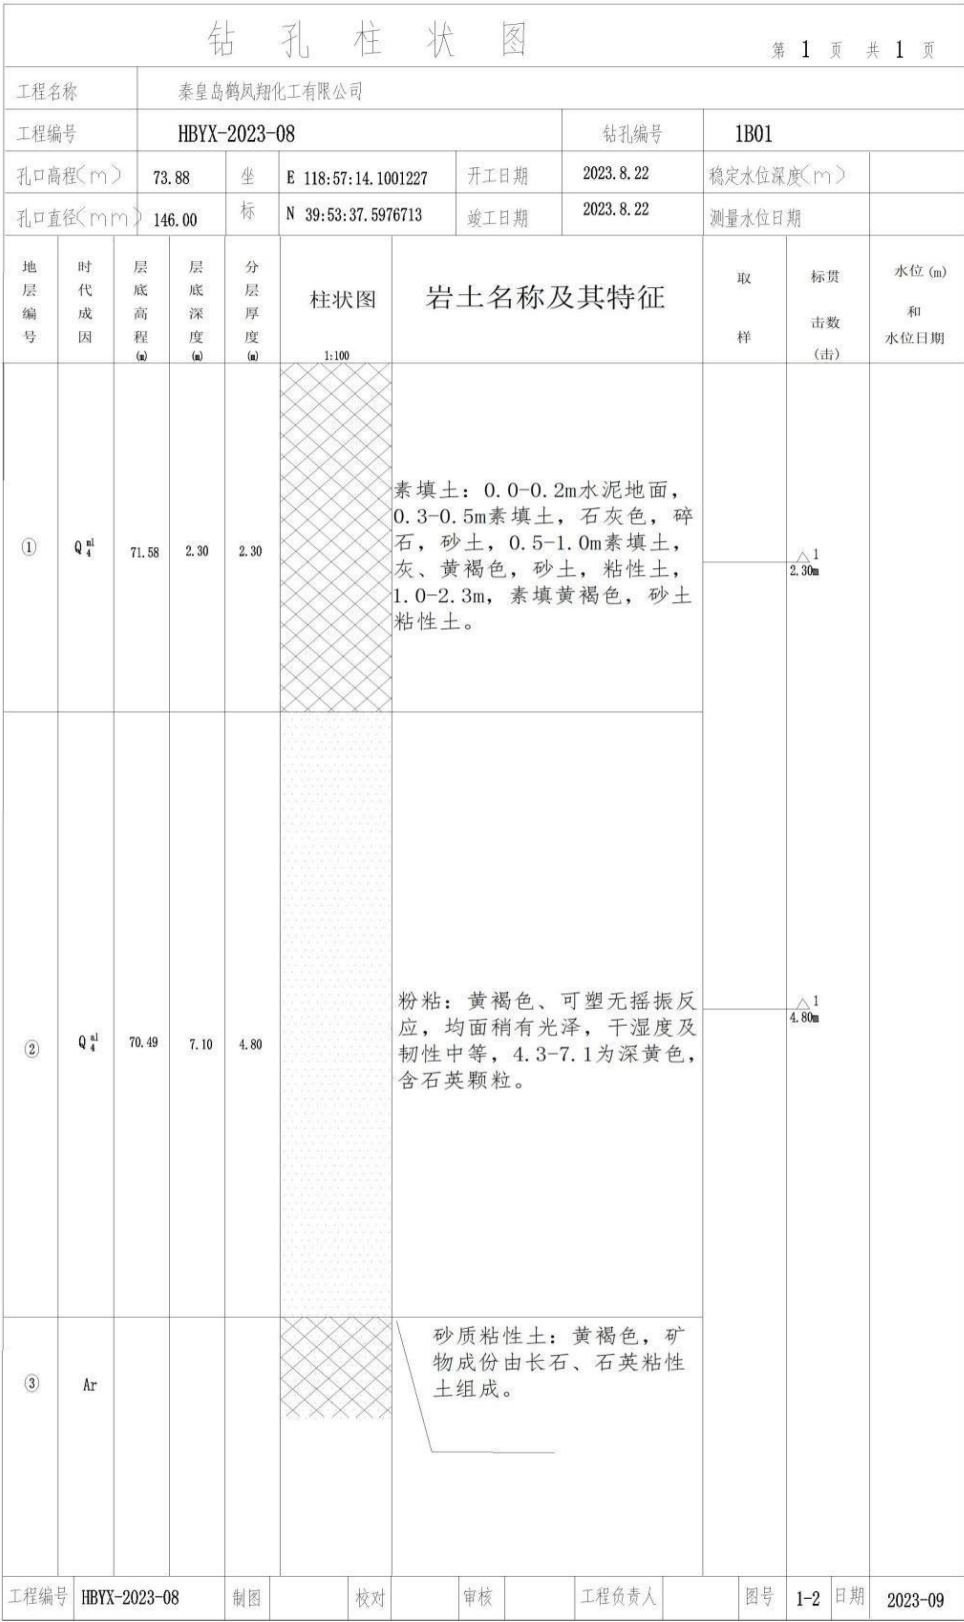 钻孔柱状图
第 1 页 共 1 页
工程名称 秦皇岛鹤凤翔化工有限公司
工程编号 HBYX-2023-08 钻孔编号 1B01
孔口高程(m) 73.88 坐标 E 118:57:14.1001227 开工日期 2023.8.22 稳定水位深度(m)
孔口直径(mm) 146.00 N 39:53:37.5976713 竣工日期 2023.8.22 测量水位日期
地层编号 时代成因 层底高程(m) 层底深度(m) 分层厚度(m) 柱状图 1:100 岩土名称及其特征 取样 标贯击数(击) 水位(m)和水位日期
素填土：0.0-0.2m水泥地面，
0.3-0.5m素填土，石灰色，碎
石，砂土，0.5-1.0m素填土，
灰、黄褐色，砂土，粘性土，
1.0-2.3m，素填黄褐色，砂土
粘性土。
① Q ml 4 71.58 2.30 2.30
1
2.30m
粉粘：黄褐色、可塑无摇振反
应，均面稍有光泽，干湿度及
韧性中等，4.3-7.1为深黄色，
含石英颗粒。
② Q al 4 70.49 7.10 4.80
1
4.80m
砂质粘性土：黄褐色，矿
物成份由长石、石英粘性
土组成。
③ Ar
工程编号 HBYX-2023-08 制图 校对 审核 工程负责人 图号 1-2 日期 2023-09